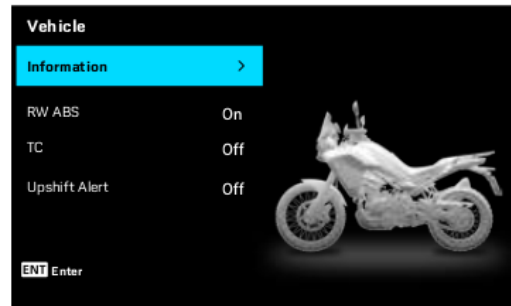 Vehicle
Information >
RW ABS On
TC Off
Upshift Alert Off
ENT Enter